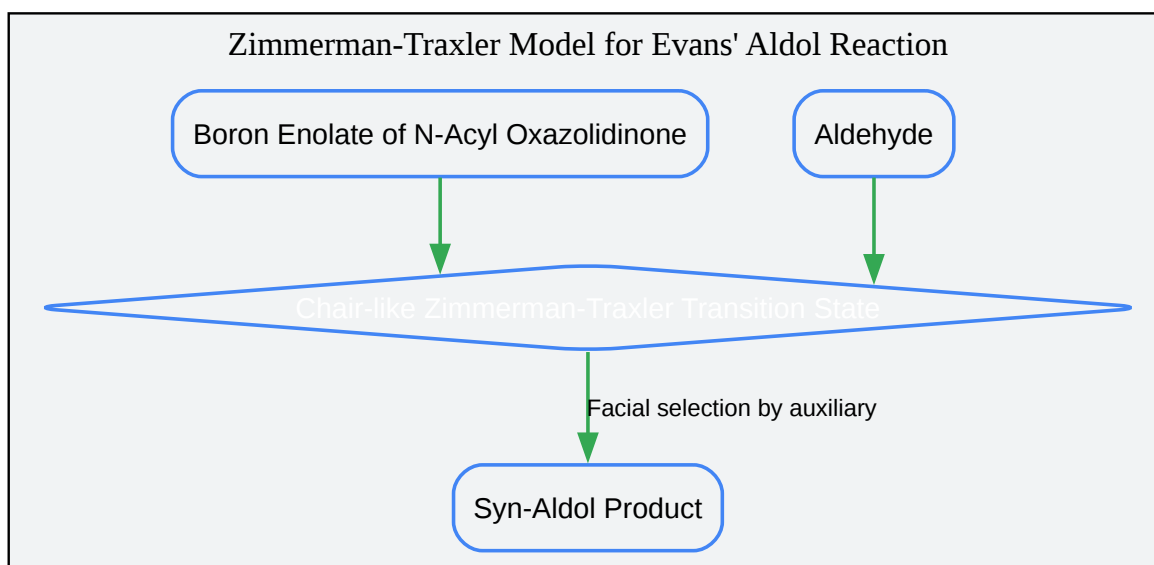 Zimmerman-Traxler Model for Evans' Aldol Reaction
Boron Enolate of N-Acyl Oxazolidinone
Aldehyde
Chair-like Zimmerman-Traxler Transition State
Facial selection by auxiliary
Syn-Aldol Product